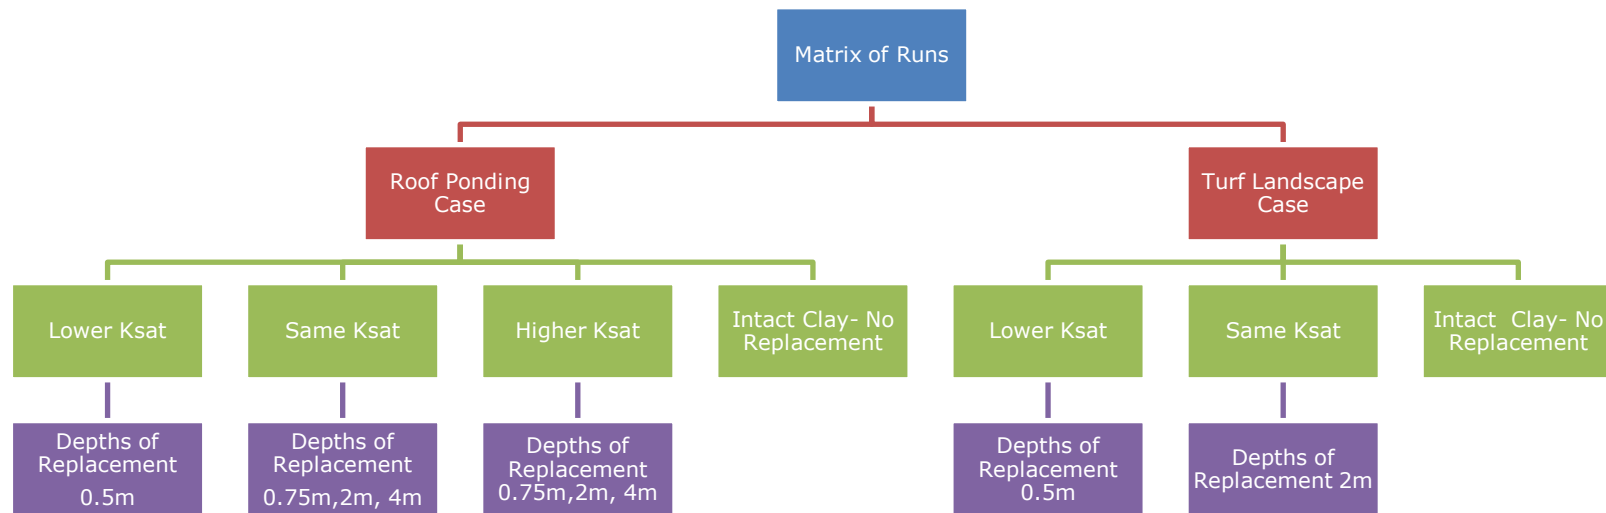 Matrix of Runs
Roof Ponding
Case
Turf Landscape
Case
Lower Ksat
Same Ksat
Higher Ksat
Intact Clay- No
Replacement
Lower Ksat
Same Ksat
Intact  Clay- No
Replacement
Depths of
Replacement
0.5m
Depths of
Replacement
0.75m,2m, 4m
Depths of
Replacement
0.75m,2m, 4m
Depths of
Replacement
0.5m
Depths of
Replacement 2m